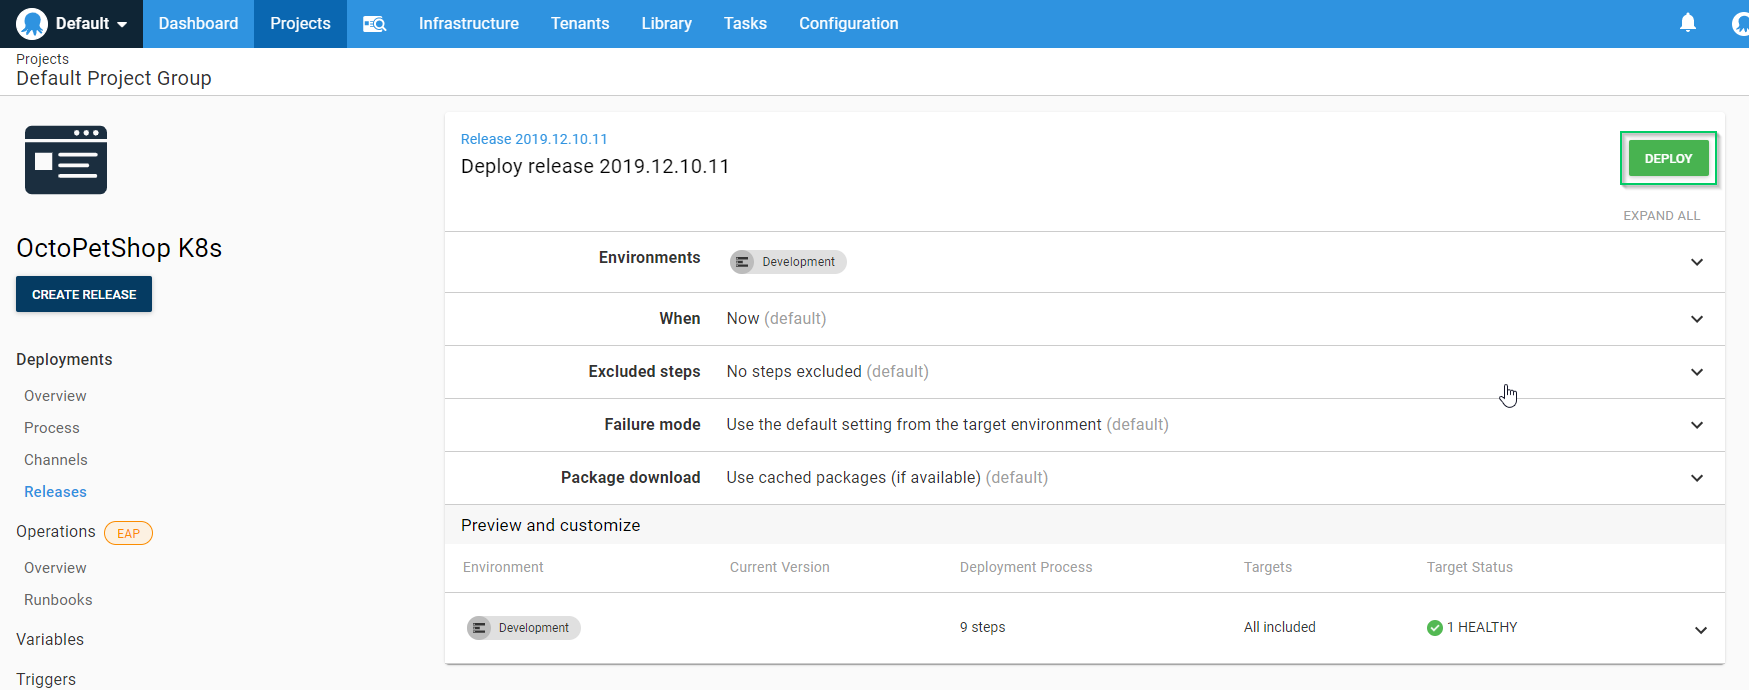 Default Dashboard Projects Infrastructure Tenants Library Tasks Configuration
Projects
Default Project Group
OctoPetShop K8s
CREATE RELEASE
Deployments
Overview
Process
Channels
Releases
Operations EAP
Overview
Runbooks
Variables
Triggers
Release 2019.12.10.11
Deploy release 2019.12.10.11
DEPLOY
EXPAND ALL
Environments Development
When Now (default)
Excluded steps No steps excluded (default)
Failure mode Use the default setting from the target environment (default)
Package download Use cached packages (if available) (default)
Preview and customize
Environment Current Version Deployment Process Targets Target Status
Development 9 steps All included 1 HEALTHY